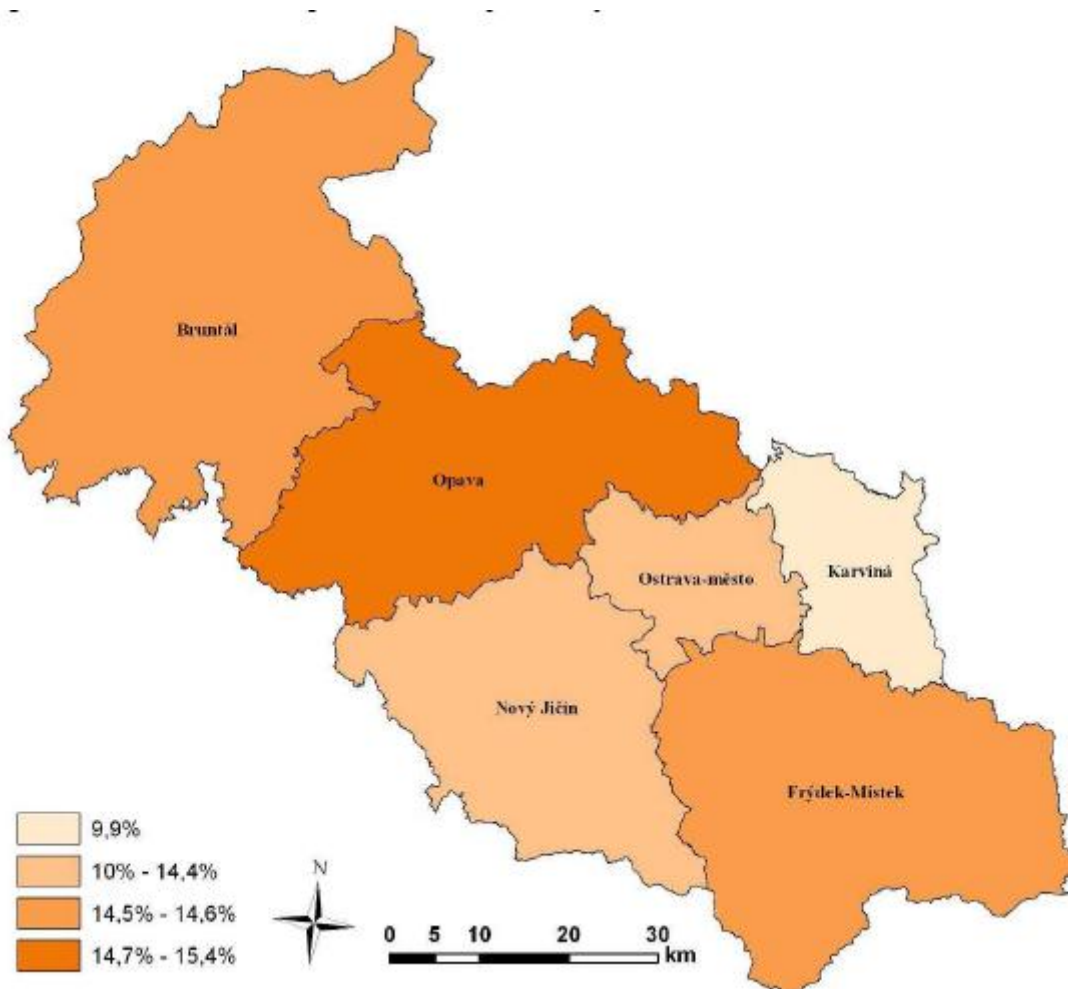 Bruntál
Opava
Ostrava-město
Karviná
Nový Jičín
Frýdek-Místek
9,9%
10% - 14,4%
14,5% - 14,6%
14,7% - 15,4%
N
0 5 10 20 30
km